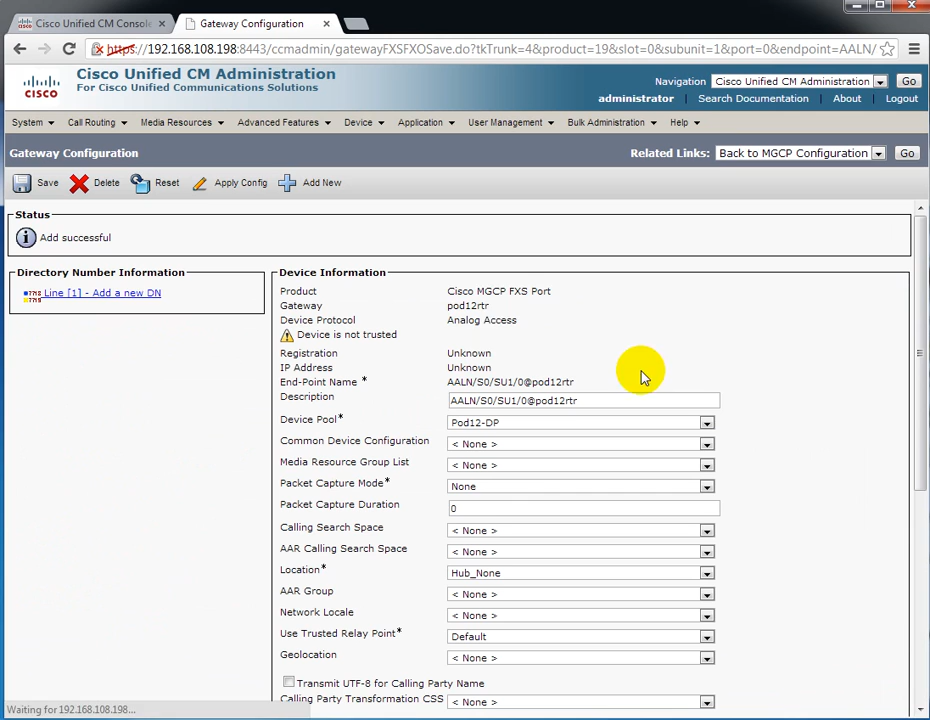 Cisco Unified CM Console
Gateway Configuration
https://192.168.108.198:8443/ccmadmin/gatewayFXSFXOSave.do?tkTrunk=4&product=19&slot=0&subunit=1&port=0&endpoint=AALN/
CISCO
Cisco Unified CM Administration
For Cisco Unified Communications Solutions
Navigation Cisco Unified CM Administration Go
administrator | Search Documentation | About | Logout
System Call Routing Media Resources Advanced Features Device Application User Management Bulk Administration Help
Gateway Configuration
Related Links: Back to MGCP Configuration Go
Save Delete Reset Apply Config Add New
Status
Add successful
Directory Number Information
Line [1] - Add a new DN
Device Information
Product Cisco MGCP FXS Port
Gateway pod12rtr
Device Protocol Analog Access
Device is not trusted
Registration Unknown
IP Address Unknown
End-Point Name * AALN/S0/SU1/0@pod12rtr
Description AALN/S0/SU1/0@pod12rtr
Device Pool* Pod12-DP
Common Device Configuration < None >
Media Resource Group List < None >
Packet Capture Mode* None
Packet Capture Duration 0
Calling Search Space < None >
AAR Calling Search Space < None >
Location* Hub_None
AAR Group < None >
Network Locale < None >
Use Trusted Relay Point* Default
Geolocation < None >
Transmit UTF-8 for Calling Party Name
Calling Party Transformation CSS < None >
Waiting for 192.168.108.198...